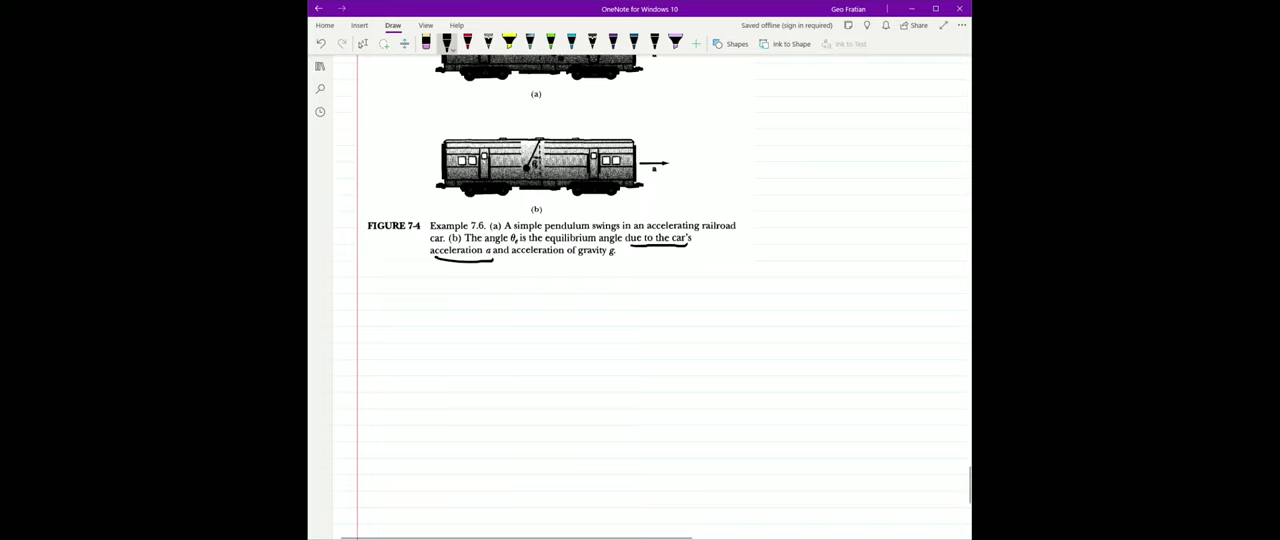 OneNote for Windows 10
Geo Fratian
Home Insert Draw View Help
Saved offline (sign in required)
Share
Shapes
Ink to Shape
Ink to Text
a
(a)
θ
a
(b)
FIGURE 7-4 Example 7.6. (a) A simple pendulum swings in an accelerating railroad
car. (b) The angle θₑ is the equilibrium angle due to the car's
acceleration a and acceleration of gravity g.